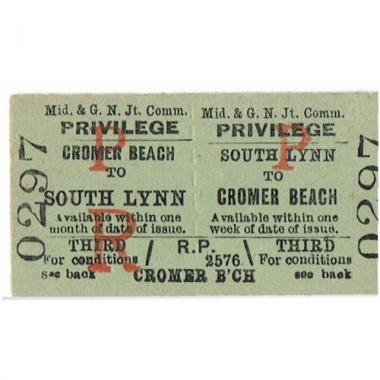 Mid. & G. N. Jt. Comm.
PRIVILEGE
CROMER BEACH
TO
SOUTH LYNN
Available within one
month of date of issue.
THIRD
For conditions
see back
Mid. & G. N. Jt. Comm.
PRIVILEGE
SOUTH LYNN
TO
CROMER BEACH
Available within one
week of date of issue.
THIRD
For conditions
see back
/ R.P. \
2576
CROMER B'CH
P
R
P
0297
0297